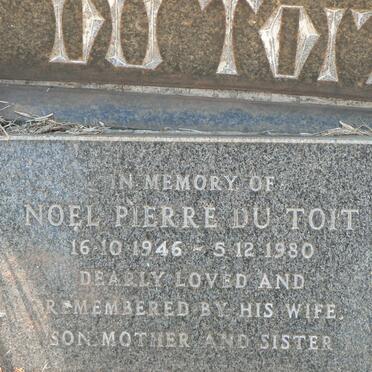 DU TOIT
IN MEMORY OF
NOEL PIERRE DU TOIT
16·10·1946 - 5·12·1980
DEARLY LOVED AND
REMEMBERED BY HIS WIFE,
SON, MOTHER AND SISTER